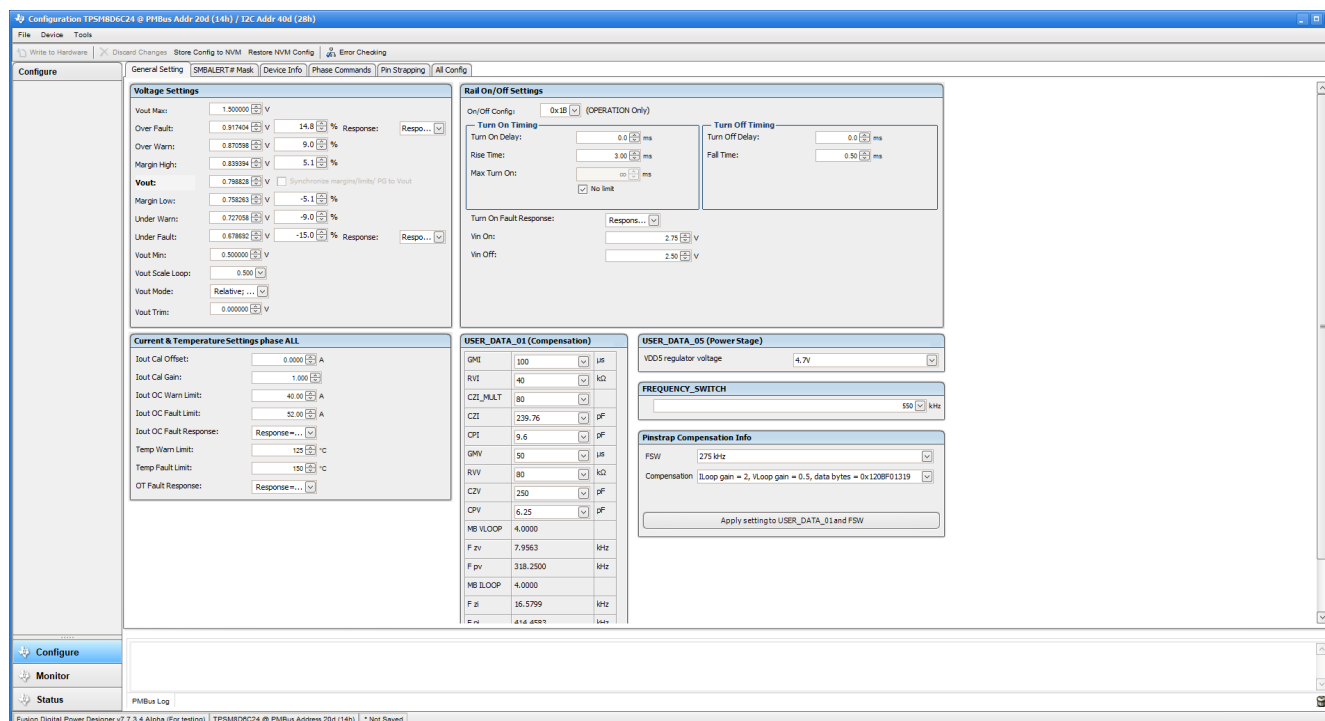 Configuration TPSM8D6C24 @ PMBus Addr 20d (14h) / I2C Addr 40d (28h)
File Device Tools
Write to Hardware Discard Changes Store Config to NVM Restore NVM Config Error Checking
Configure
General Setting SMBALERT# Mask Device Info Phase Commands Pin Strapping All Config
Voltage Settings
Vout Max: 1.500000 V
Over Fault: 0.917404 V 14.8 % Response: Respo...
Over Warn: 0.870598 V 9.0 %
Margin High: 0.839394 V 5.1 %
Vout: 0.798828 V Synchronize margins/limits/ PG to Vout
Margin Low: 0.758263 V -5.1 %
Under Warn: 0.727058 V -9.0 %
Under Fault: 0.678692 V -15.0 % Response: Respo...
Vout Min: 0.500000 V
Vout Scale Loop: 0.500
Vout Mode: Relative; ...
Vout Trim: 0.000000 V
Rail On/Off Settings
On/Off Config: 0x1B (OPERATION Only)
Turn On Timing
Turn On Delay: 0.0 ms
Rise Time: 3.00 ms
Max Turn On: ∞ ms
No limit
Turn Off Timing
Turn Off Delay: 0.0 ms
Fall Time: 0.50 ms
Turn On Fault Response: Respons...
Vin On: 2.75 V
Vin Off: 2.50 V
Current & Temperature Settings phase ALL
Iout Cal Offset: 0.0000 A
Iout Cal Gain: 1.000
Iout OC Warn Limit: 40.00 A
Iout OC Fault Limit: 52.00 A
Iout OC Fault Response: Response=...
Temp Warn Limit: 125 °C
Temp Fault Limit: 150 °C
OT Fault Response: Response=...
USER_DATA_01 (Compensation)
GMI 100 µs
RVI 40 kΩ
CZI_MULT 80
CZI 239.76 pF
CPI 9.6 pF
GMV 50 µs
RVV 80 kΩ
CZV 250 pF
CPV 6.25 pF
MB VLOOP 4.0000
F zv 7.9563 kHz
F pv 318.2500 kHz
MB ILOOP 4.0000
F zi 16.5799 kHz
F pi 414.4583 kHz
USER_DATA_05 (Power Stage)
VDD5 regulator voltage 4.7V
FREQUENCY_SWITCH
550 kHz
Pinstrap Compensation Info
FSW 275 kHz
Compensation ILoop gain = 2, VLoop gain = 0.5, data bytes = 0x120BF01319
Apply setting to USER_DATA_01 and FSW
Configure
Monitor
Status
PMBus Log
Fusion Digital Power Designer v7.7.3.4 Alpha (For testing) TPSM8D6C24 @ PMBus Address 20d (14h) * Not Saved